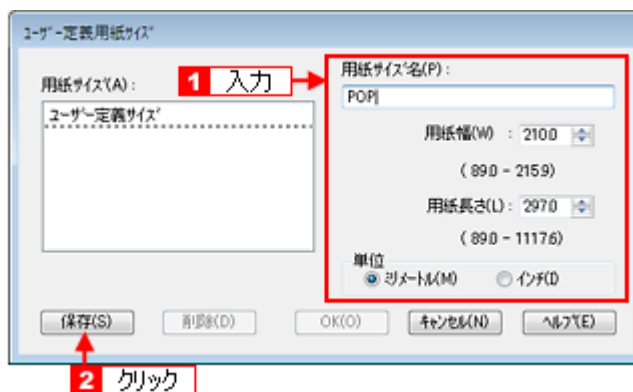 ユーザー定義用紙サイズ
用紙サイズ(A):
ユーザー定義サイズ
1 入力
用紙サイズ名(P):
POP
用紙幅(W) : 210.0
(89.0 - 215.9)
用紙長さ(L): 297.0
(89.0 - 1117.6)
単位
ミリメートル(M) インチ(I)
保存(S) 削除(D) OK(O) キャンセル(N) ヘルプ(E)
2 クリック